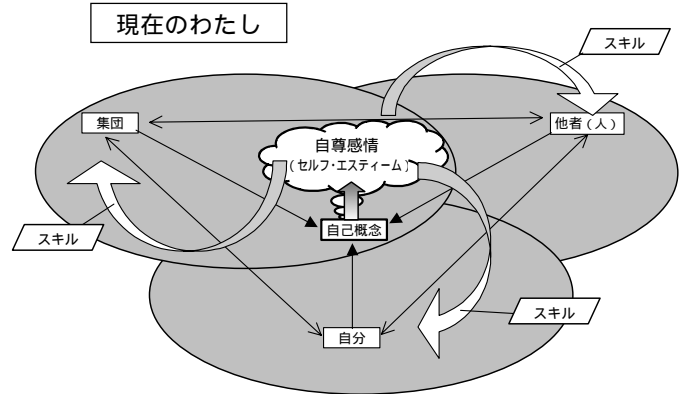 現在のわたし
スキル
集団
他者(人)
自尊感情
(セルフ・エスティーム)
自己概念
スキル
スキル
自分